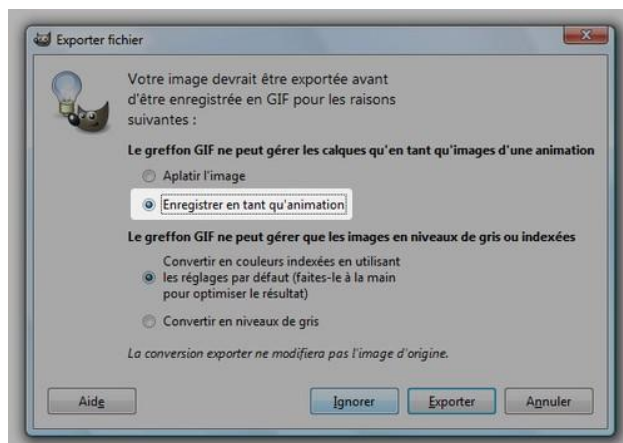 Exporter fichier
Votre image devrait être exportée avant
d'être enregistrée en GIF pour les raisons
suivantes :
Le greffon GIF ne peut gérer les calques qu'en tant qu'images d'une animation
Aplatir l'image
Enregistrer en tant qu'animation
Le greffon GIF ne peut gérer que les images en niveaux de gris ou indexées
Convertir en couleurs indexées en utilisant
les réglages par défaut (faites-le à la main
pour optimiser le résultat)
Convertir en niveaux de gris
La conversion exporter ne modifiera pas l'image d'origine.
Aide Ignorer Exporter Annuler